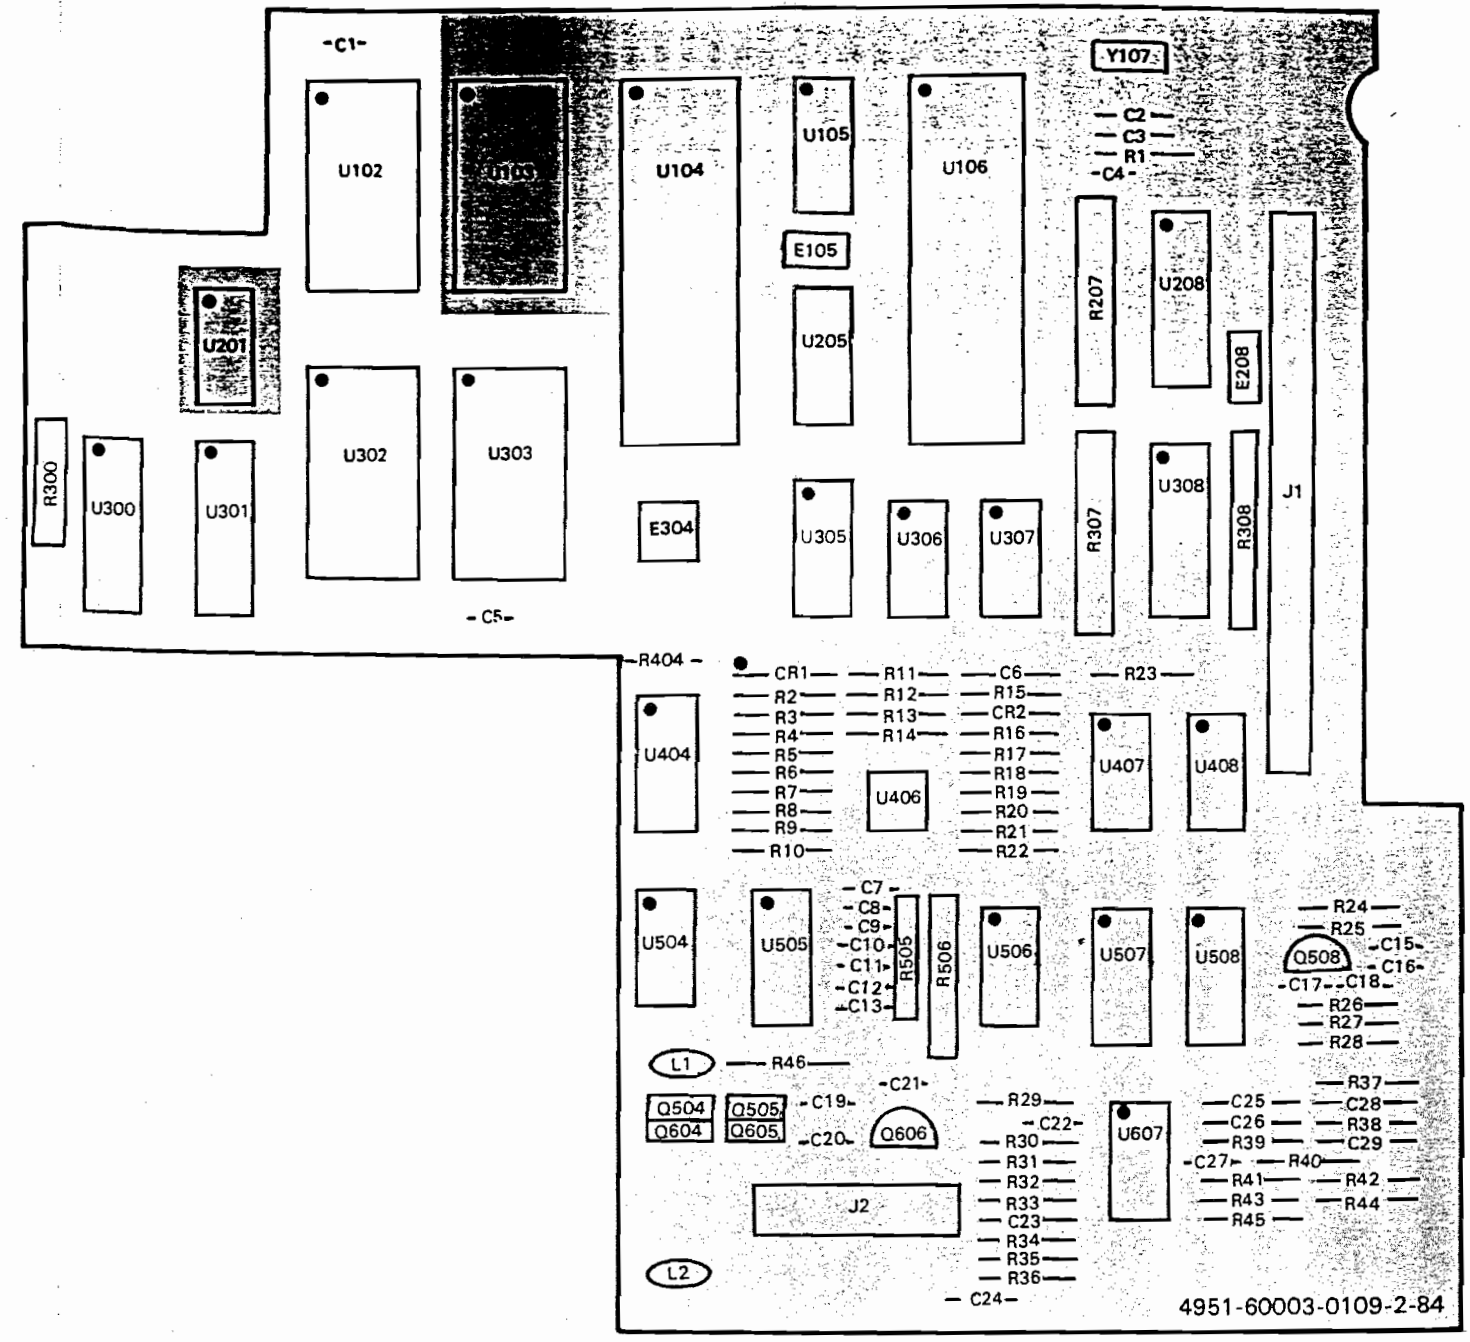 -C1-
Y107
C2
C3
R1
-C4-
U102
U103
U104
U105
U106
E105
R207
U208
U201
U205
E208
R300
U300
U301
U302
U303
E304
U305
U306
U307
R307
U308
R308
J1
-C5-
-R404-
CR1
R2
R3
R4
R5
R6
R7
R8
R9
R10
R11
R12
R13
R14
C6
R15
CR2
R16
R17
R18
R19
R20
R21
R22
R23
U404
U406
U407
U408
U504
U505
-C7-
-C8-
-C9-
-C10-
-C11-
-C12-
-C13-
R505
R506
U506
U507
U508
R24
R25
Q508
-C15-
-C16-
-C17-
-C18-
R26
R27
R28
L1
R46
-C21-
Q504
Q604
Q505
Q605
-C19-
-C20-
Q606
R29
-C22-
R30
R31
R32
R33
C23
R34
R35
R36
-C24-
U607
R37
C25
C28
C26
R38
R39
C29
-C27-
R40
R41
R42
R43
R44
R45
J2
L2
4951-60003-0109-2-84